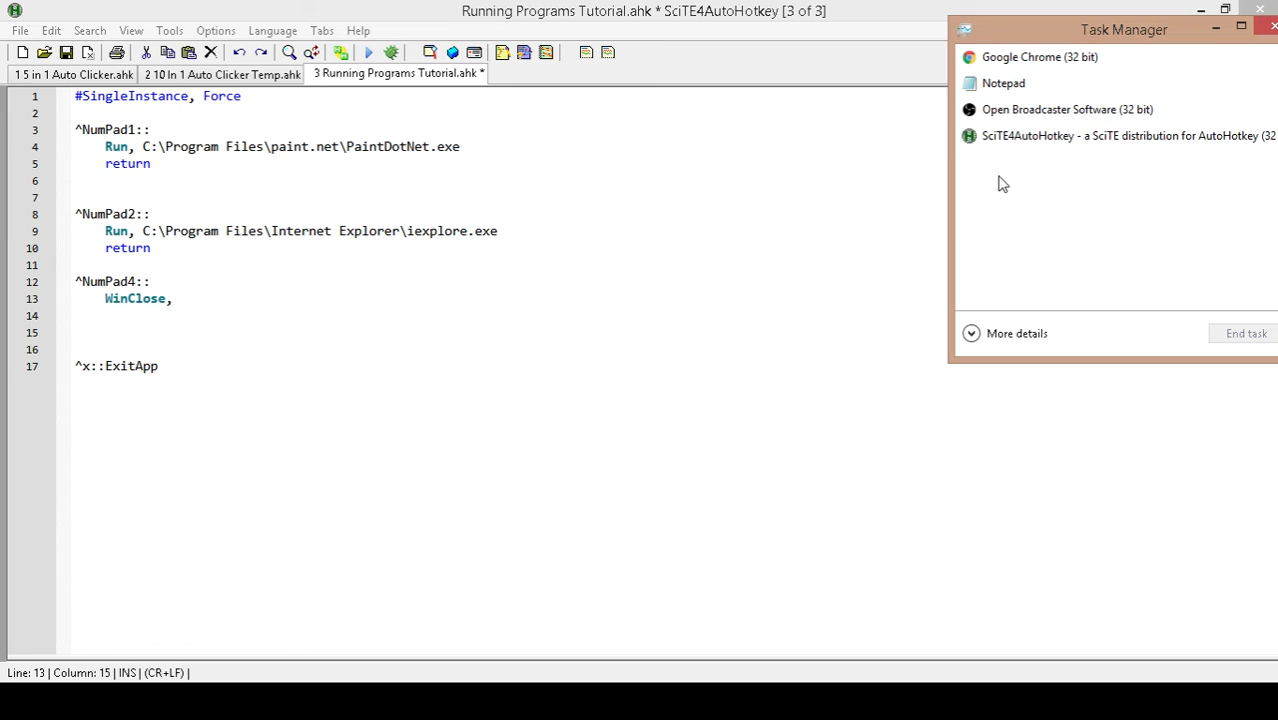 Running Programs Tutorial.ahk * SciTE4AutoHotkey [3 of 3]
File Edit Search View Tools Options Language Tabs Help
1 5 in 1 Auto Clicker.ahk 2 10 In 1 Auto Clicker Temp.ahk 3 Running Programs Tutorial.ahk *
1 #SingleInstance, Force
2
3 ^NumPad1::
4 Run, C:\Program Files\paint.net\PaintDotNet.exe
5 return
6
7
8 ^NumPad2::
9 Run, C:\Program Files\Internet Explorer\iexplore.exe
10 return
11
12 ^NumPad4::
13 WinClose,
14
15
16
17 ^x::ExitApp
Line: 13 | Column: 15 | INS | (CR+LF) |
Task Manager
Google Chrome (32 bit)
Notepad
Open Broadcaster Software (32 bit)
SciTE4AutoHotkey - a SciTE distribution for AutoHotkey (32
More details
End task